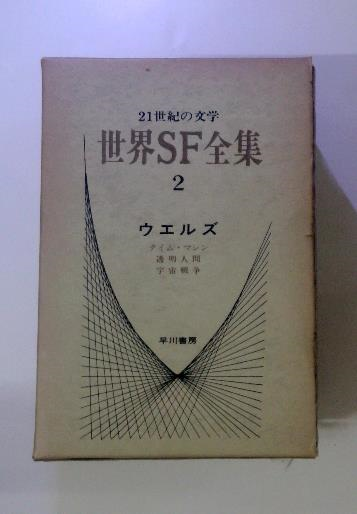 21世紀の文学
世界SF全集
2
ウエルズ
タイム・マシン
透明人間
宇宙戦争
早川書房